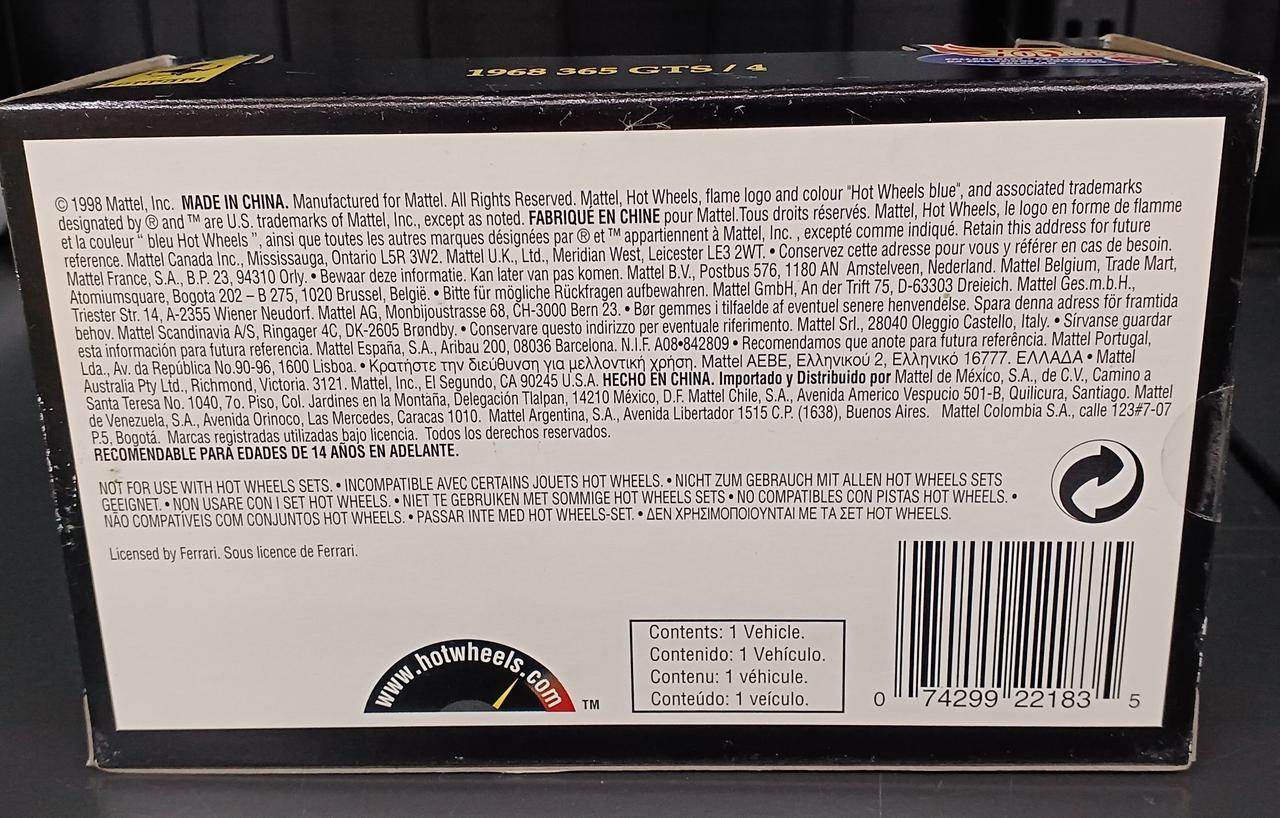 1968 365 GTS / 4
© 1998 Mattel, Inc. MADE IN CHINA. Manufactured for Mattel. All Rights Reserved. Mattel, Hot Wheels, flame logo and colour "Hot Wheels blue", and associated trademarks
designated by ® and ™ are U.S. trademarks of Mattel, Inc., except as noted. FABRIQUÉ EN CHINE pour Mattel.Tous droits réservés. Mattel, Hot Wheels, le logo en forme de flamme
et la couleur " bleu Hot Wheels ", ainsi que toutes les autres marques désignées par ® et ™ appartiennent à Mattel, Inc. , excepté comme indiqué. Retain this address for future
reference. Mattel Canada Inc., Mississauga, Ontario L5R 3W2. Mattel U.K., Ltd., Meridian West, Leicester LE3 2WT. • Conservez cette adresse pour vous y référer en cas de besoin.
Mattel France, S.A., B.P. 23, 94310 Orly. • Bewaar deze informatie. Kan later van pas komen. Mattel B.V., Postbus 576, 1180 AN Amstelveen, Nederland. Mattel Belgium, Trade Mart,
Atomiumsquare, Bogota 202 – B 275, 1020 Brussel, België. • Bitte für mögliche Rückfragen aufbewahren. Mattel GmbH, An der Trift 75, D-63303 Dreieich. Mattel Ges.m.b.H.,
Triester Str. 14, A-2355 Wiener Neudorf. Mattel AG, Monbijoustrasse 68, CH-3000 Bern 23. • Bør gemmes i tilfaelde af eventuel senere henvendelse. Spara denna adress för framtida
behov. Mattel Scandinavia A/S, Ringager 4C, DK-2605 Brøndby. • Conservare questo indirizzo per eventuale riferimento. Mattel Srl., 28040 Oleggio Castello, Italy. • Sírvanse guardar
esta información para futura referencia. Mattel España, S.A., Aribau 200, 08036 Barcelona. N.I.F. A08•842809 • Recomendamos que anote para futura referência. Mattel Portugal,
Lda., Av. da República No.90-96, 1600 Lisboa. • Κρατήστε την διεύθυνση για μελλοντική χρήση. Mattel AEBE, Ελληνικού 2, Ελληνικό 16777. ΕΛΛΑΔΑ • Mattel
Australia Pty Ltd., Richmond, Victoria. 3121. Mattel, Inc., El Segundo, CA 90245 U.S.A. HECHO EN CHINA. Importado y Distribuido por Mattel de México, S.A., de C.V., Camino a
Santa Teresa No. 1040, 7o. Piso, Col. Jardines en la Montaña, Delegación Tlalpan, 14210 México, D.F. Mattel Chile, S.A., Avenida Americo Vespucio 501-B, Quilicura, Santiago. Mattel
de Venezuela, S.A., Avenida Orinoco, Las Mercedes, Caracas 1010. Mattel Argentina, S.A., Avenida Libertador 1515 C.P. (1638), Buenos Aires. Mattel Colombia S.A., calle 123#7-07
P.5, Bogotá. Marcas registradas utilizadas bajo licencia. Todos los derechos reservados.
RECOMENDABLE PARA EDADES DE 14 AÑOS EN ADELANTE.
NOT FOR USE WITH HOT WHEELS SETS. • INCOMPATIBLE AVEC CERTAINS JOUETS HOT WHEELS. • NICHT ZUM GEBRAUCH MIT ALLEN HOT WHEELS SETS
GEEIGNET. • NON USARE CON I SET HOT WHEELS. • NIET TE GEBRUIKEN MET SOMMIGE HOT WHEELS SETS • NO COMPATIBLES CON PISTAS HOT WHEELS. •
NÃO COMPATÍVEIS COM CONJUNTOS HOT WHEELS. • PASSAR INTE MED HOT WHEELS-SET. • ΔΕΝ ΧΡΗΣΙΜΟΠΟΙΟΥΝΤΑΙ ΜΕ ΤΑ ΣΕΤ HOT WHEELS.
Licensed by Ferrari. Sous licence de Ferrari.
www.hotwheels.com ™
Contents: 1 Vehicle.
Contenido: 1 Vehículo.
Contenu: 1 véhicule.
Conteúdo: 1 veículo.
0 74299 22183 5